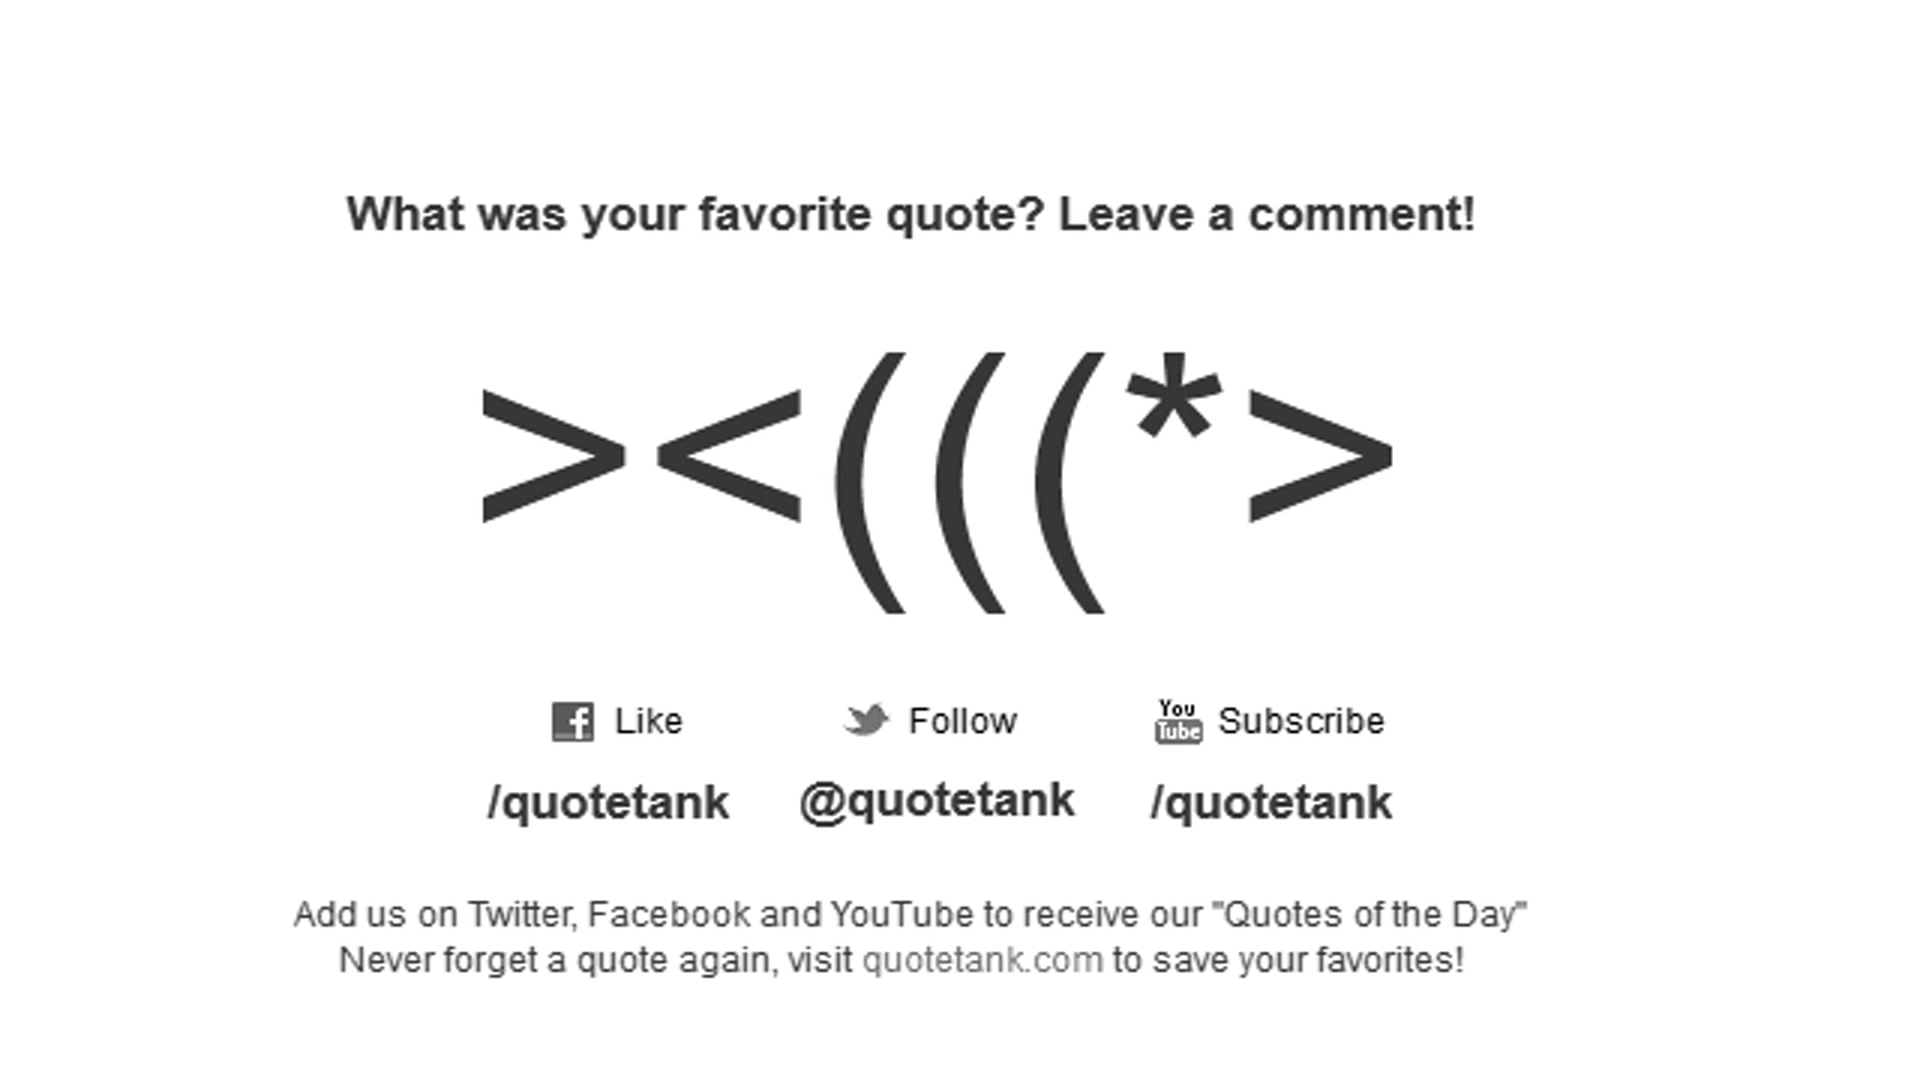 What was your favorite quote? Leave a comment!
><(((*>
f Like Follow You Tube Subscribe
/quotetank @quotetank /quotetank
Add us on Twitter, Facebook and YouTube to receive our "Quotes of the Day"
Never forget a quote again, visit quotetank.com to save your favorites!